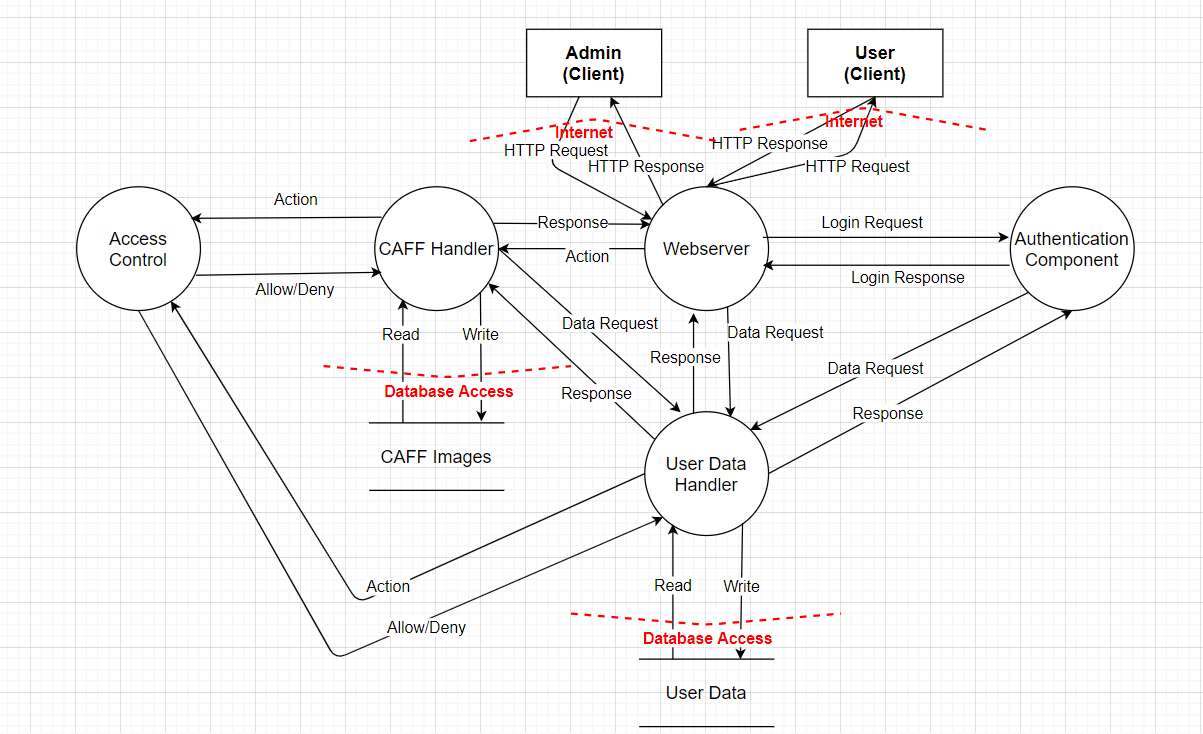 Admin
(Client)
User
(Client)
Internet
Internet
HTTP Request
HTTP Response
HTTP Response
HTTP Request
Action
Response
Login Request
Access
Control
CAFF Handler
Webserver
Authentication
Component
Action
Login Response
Allow/Deny
Read
Write
Data Request
Data Request
Response
Database Access
Response
Data Request
Response
CAFF Images
User Data
Handler
Action
Read
Write
Allow/Deny
Database Access
User Data